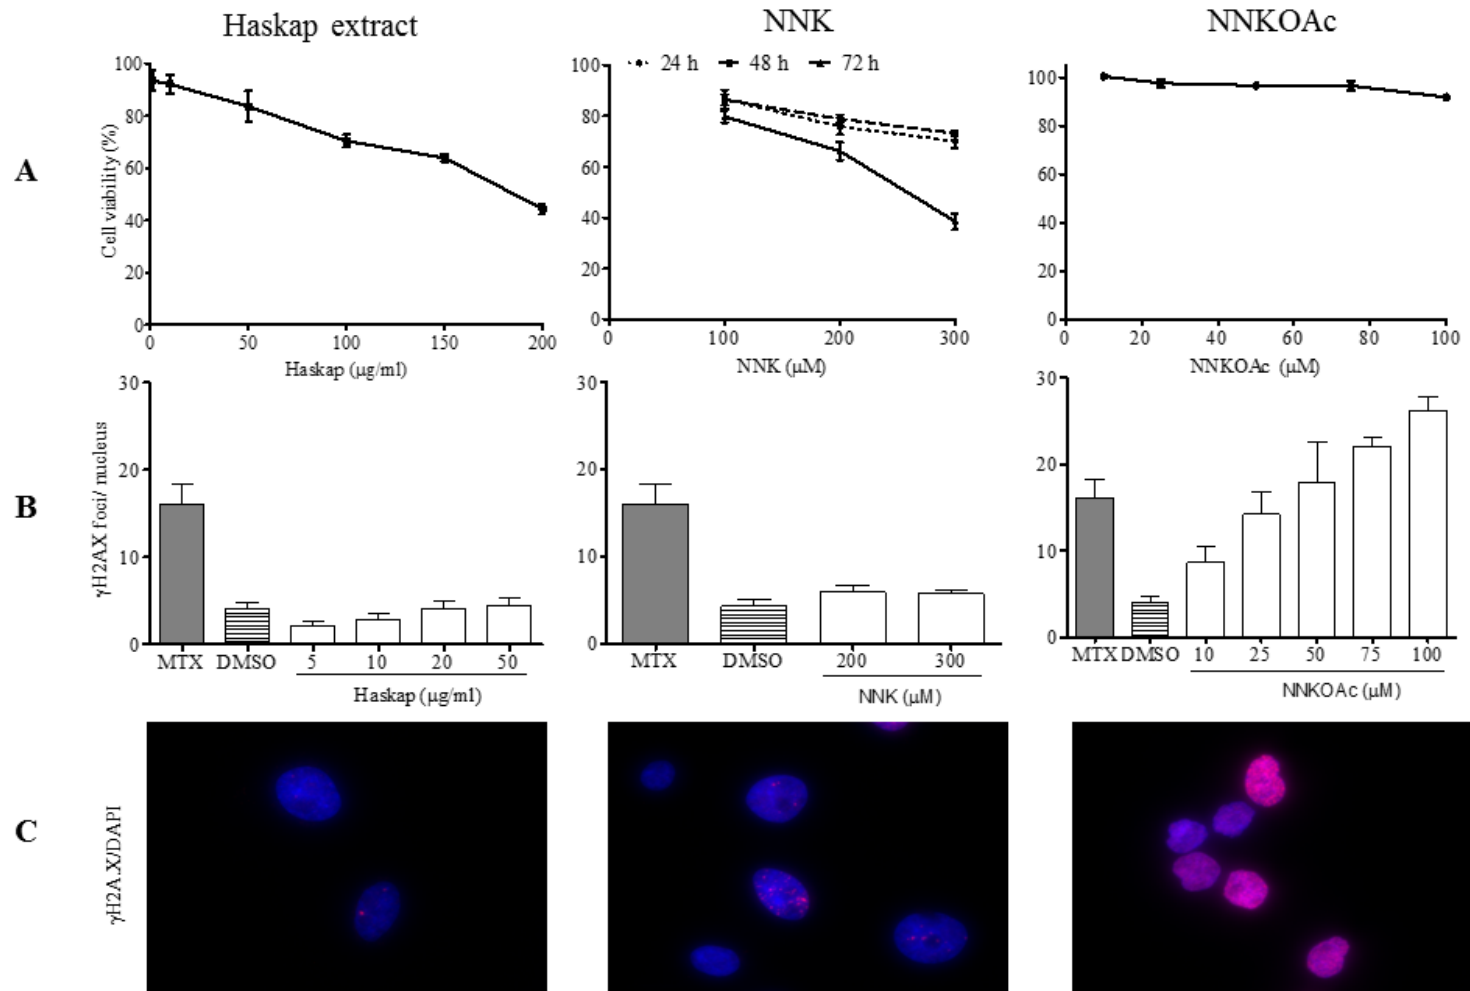 Haskap extract
NNK
NNKOAc
A
Cell viability (%)
100
80
60
40
20
0
0 50 100 150 200
Haskap (μg/ml)
24 h 48 h 72 h
100
80
60
40
20
0
0 100 200 300
NNK (μM)
100
80
60
40
20
0
0 20 40 60 80 100
NNKOAc (μM)
B
γH2AX foci/ nucleus
30
20
10
0
MTX DMSO 5 10 20 50
Haskap (μg/ml)
30
20
10
0
MTX DMSO 200 300
NNK (μM)
30
20
10
0
MTX DMSO 10 25 50 75 100
NNKOAc (μM)
C
γH2A.X/DAPI